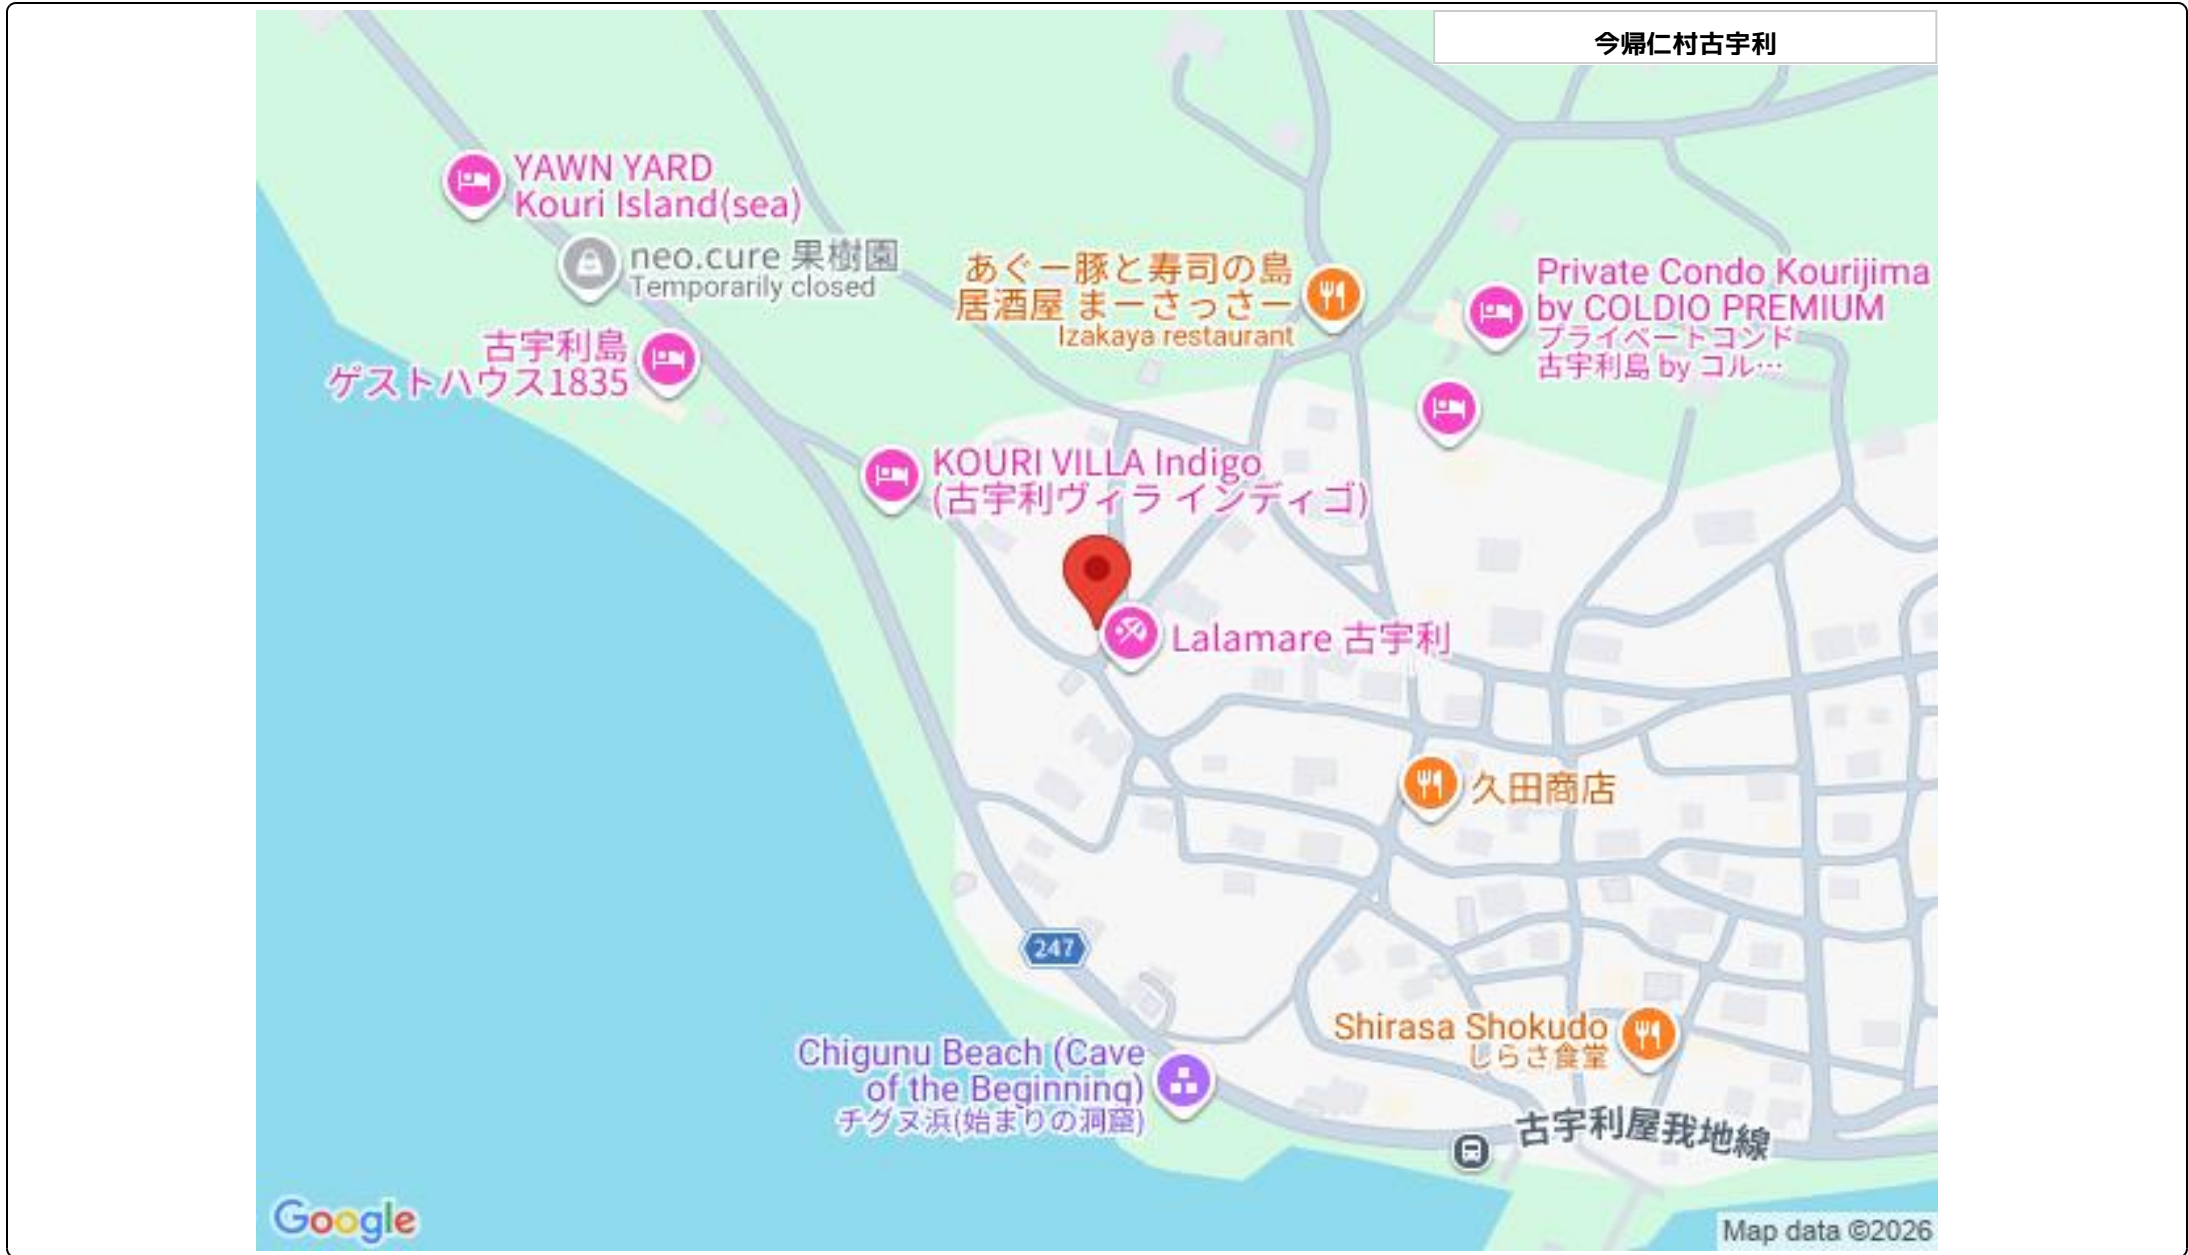 今帰仁村古宇利
YAWN YARD
Kouri Island(sea)
neo.cure 果樹園
Temporarily closed
あぐー豚と寿司の島
居酒屋 まーさっさー
Izakaya restaurant
Private Condo Kourijima
by COLDIO PREMIUM
プライベートコンド
古宇利島 by コル…
古宇利島
ゲストハウス1835
KOURI VILLA Indigo
(古宇利ヴィラ インディゴ)
Lalamare 古宇利
久田商店
247
Shirasa Shokudo
しらさ食堂
Chigunu Beach (Cave
of the Beginning)
チグヌ浜(始まりの洞窟)
古宇利屋我地線
Google
Map data ©2026